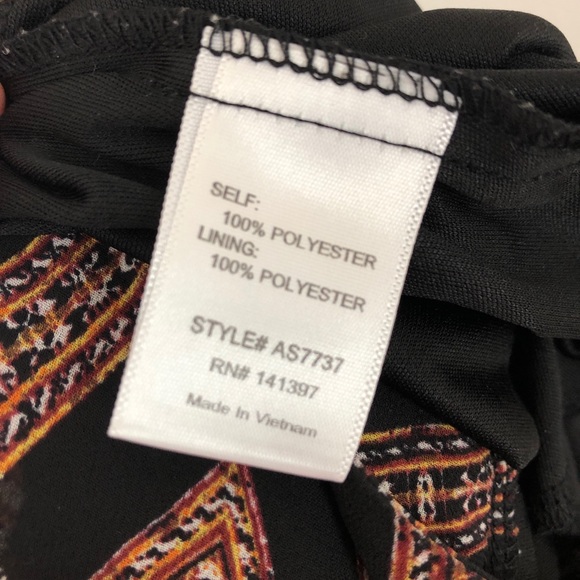 SELF:
100% POLYESTER
LINING:
100% POLYESTER
STYLE# AS7737
RN# 141397
Made In Vietnam